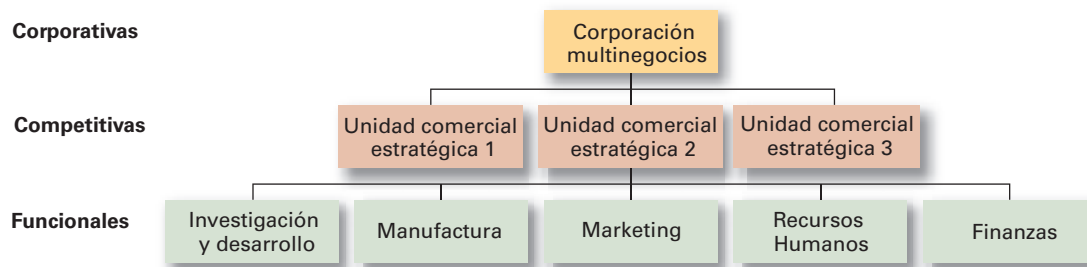 Corporativas
Corporación
multinegocios
Competitivas
Unidad comercial
estratégica 1
Unidad comercial
estratégica 2
Unidad comercial
estratégica 3
Funcionales
Investigación
y desarrollo
Manufactura
Marketing
Recursos
Humanos
Finanzas